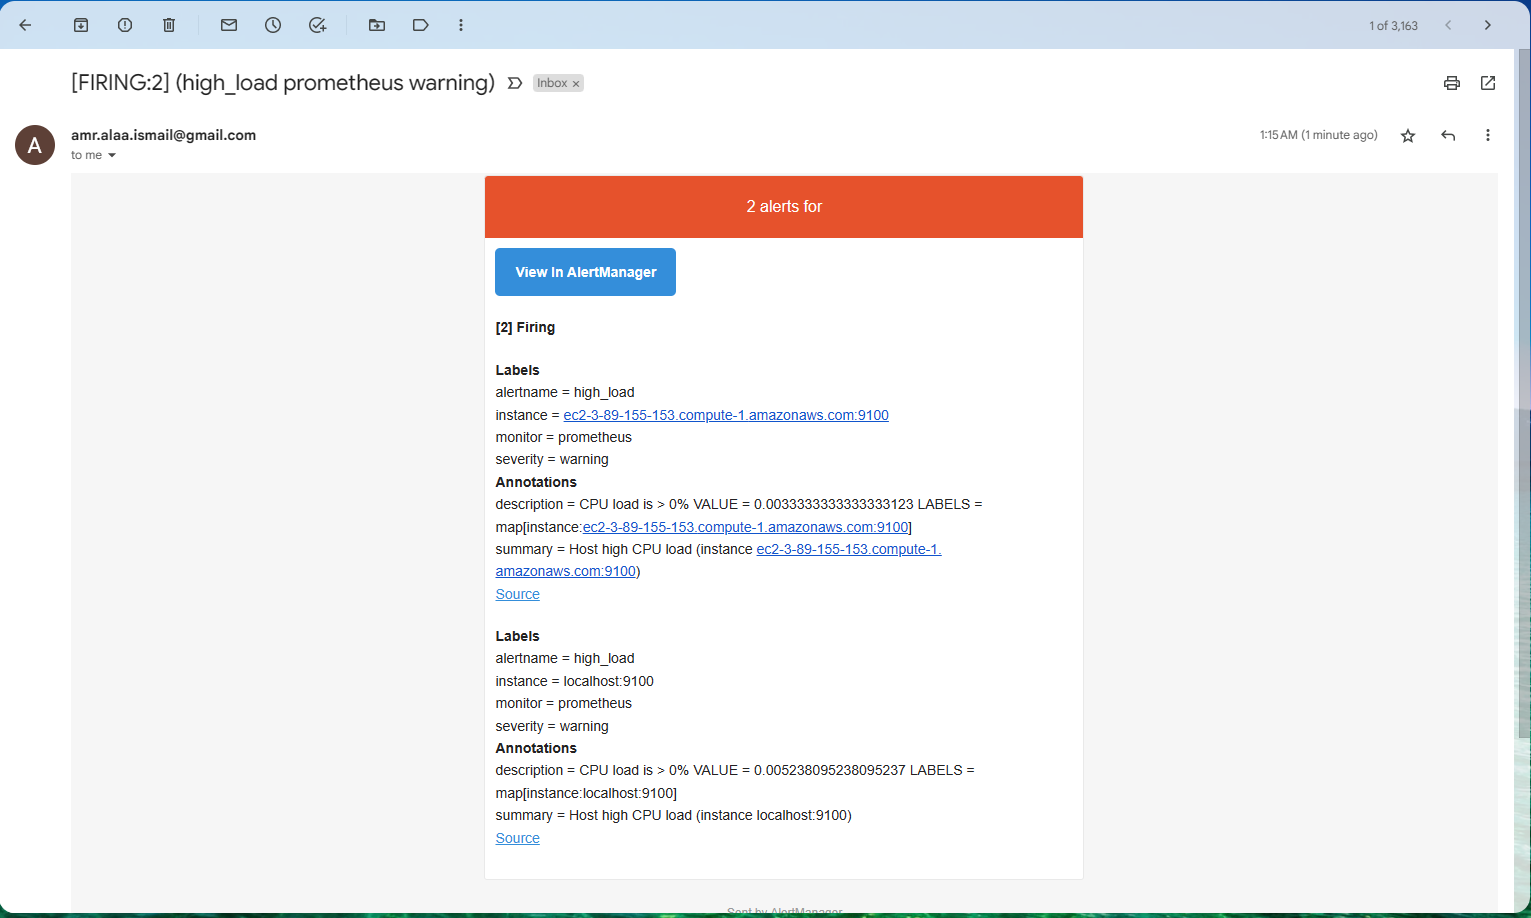 1 of 3,163
[FIRING:2] (high_load prometheus warning) Inbox ×
A
amr.alaa.ismail@gmail.com 1:15 AM (1 minute ago)
to me
2 alerts for
View In AlertManager
[2] Firing
Labels
alertname = high_load
instance = ec2-3-89-155-153.compute-1.amazonaws.com:9100
monitor = prometheus
severity = warning
Annotations
description = CPU load is > 0% VALUE = 0.0033333333333333123 LABELS =
map[instance:ec2-3-89-155-153.compute-1.amazonaws.com:9100]
summary = Host high CPU load (instance ec2-3-89-155-153.compute-1.
amazonaws.com:9100)
Source
Labels
alertname = high_load
instance = localhost:9100
monitor = prometheus
severity = warning
Annotations
description = CPU load is > 0% VALUE = 0.005238095238095237 LABELS =
map[instance:localhost:9100]
summary = Host high CPU load (instance localhost:9100)
Source
Sent by AlertManager